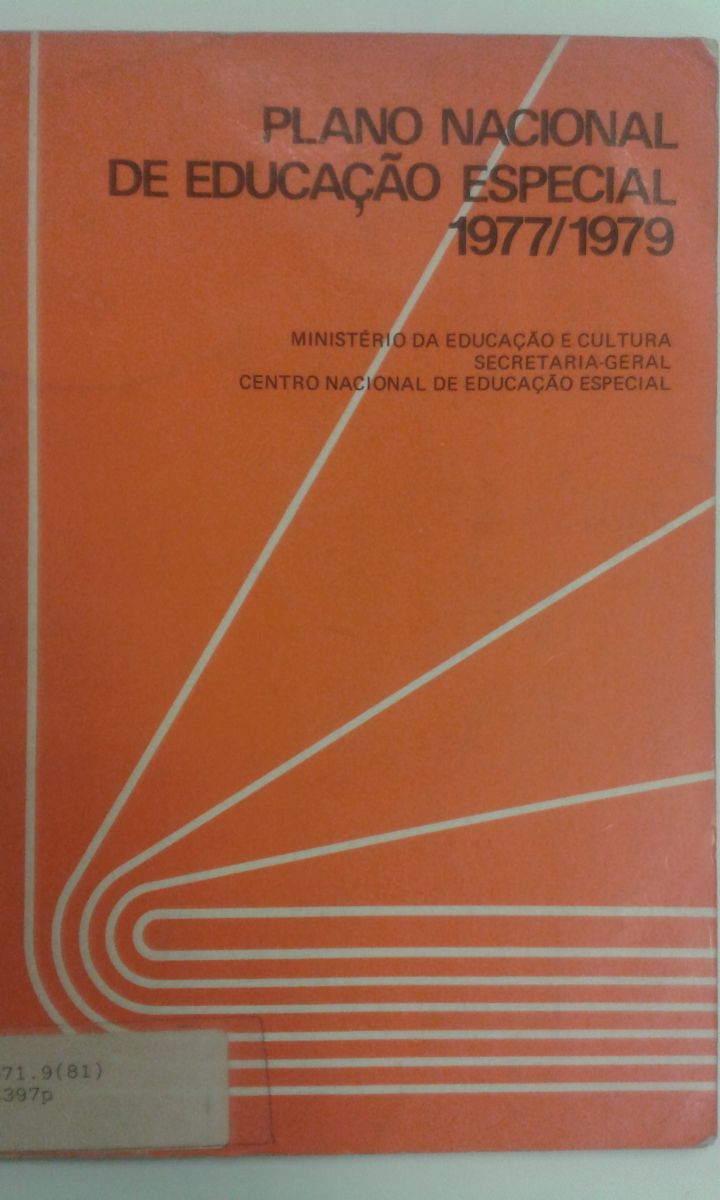 PLANO NACIONAL
DE EDUCAÇÃO ESPECIAL
1977/1979
MINISTÉRIO DA EDUCAÇÃO E CULTURA
SECRETARIA-GERAL
CENTRO NACIONAL DE EDUCAÇÃO ESPECIAL
71.9(81)
397p